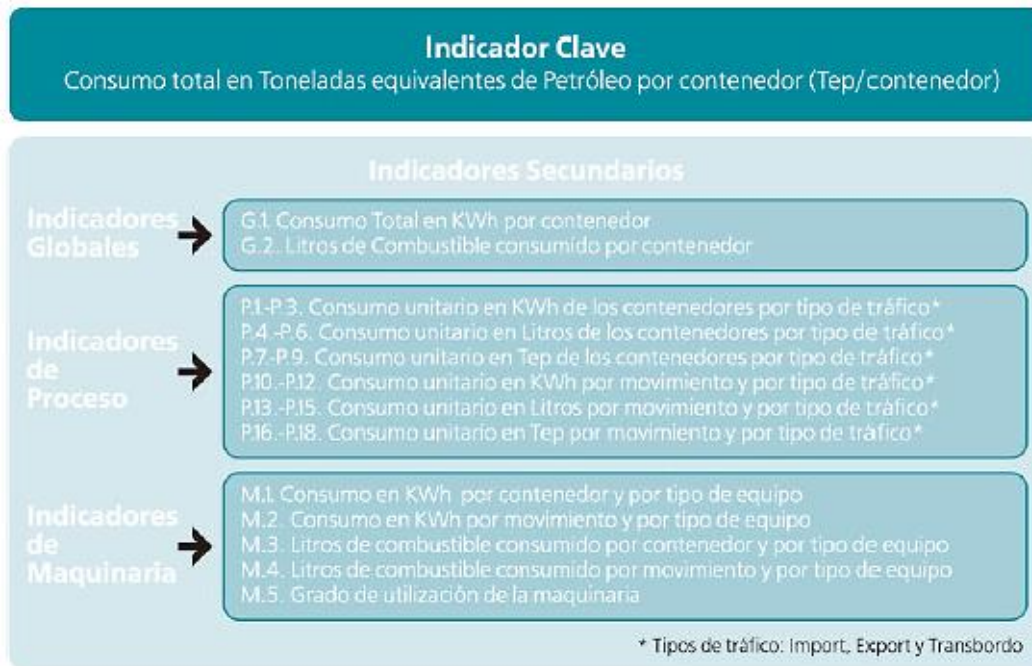 Indicador Clave
Consumo total en Toneladas equivalentes de Petróleo por contenedor (Tep/contenedor)
Indicadores Secundarios
Indicadores
Globales
G.1. Consumo Total en KWh por contenedor
G.2. Litros de Combustible consumido por contenedor
Indicadores
de
Proceso
P.1.-P.3. Consumo unitario en KWh de los contenedores por tipo de tráfico*
P.4.-P.6. Consumo unitario en Litros de los contenedores por tipo de tráfico*
P.7.-P.9. Consumo unitario en Tep de los contenedores por tipo de tráfico*
P.10.-P.12. Consumo unitario en KWh por movimiento y por tipo de tráfico*
P.13.-P.15. Consumo unitario en Litros por movimiento y por tipo de tráfico*
P.16.-P.18. Consumo unitario en Tep por movimiento y por tipo de tráfico*
Indicadores
de
Maquinaria
M.1. Consumo en KWh por contenedor y por tipo de equipo
M.2. Consumo en KWh por movimiento y por tipo de equipo
M.3. Litros de combustible consumido por contenedor y por tipo de equipo
M.4. Litros de combustible consumido por movimiento y por tipo de equipo
M.5. Grado de utilización de la maquinaria
* Tipos de tráfico: Import, Export y Transbordo